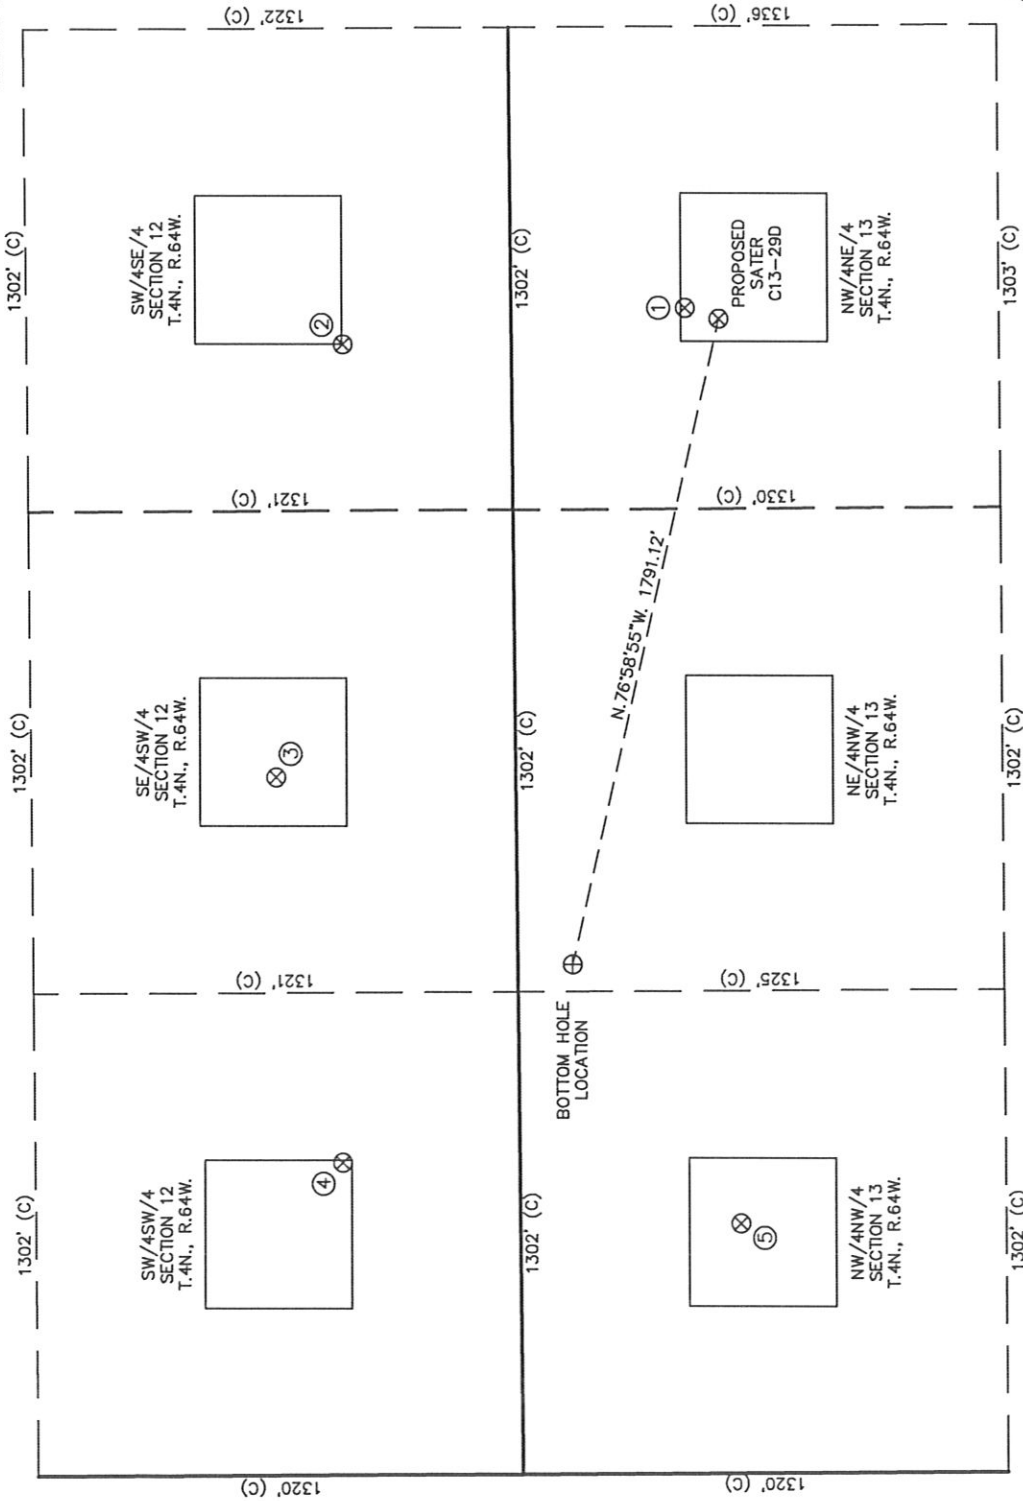 1302' (C)
1302' (C)
1302' (C)
SW/4SW/4
SECTION 12
T.4N., R.64W.
SE/4SW/4
SECTION 12
T.4N., R.64W.
SW/4SE/4
SECTION 12
T.4N., R.64W.
1320' (C)
1321' (C)
1321' (C)
1322' (C)
4
3
2
1302' (C)
1302' (C)
1302' (C)
BOTTOM HOLE
LOCATION
N.76°58'55"W. 1791.12'
1
PROPOSED
SATER
C13-29D
1320' (C)
1325' (C)
1330' (C)
1336' (C)
5
NW/4NW/4
SECTION 13
T.4N., R.64W.
NE/4NW/4
SECTION 13
T.4N., R.64W.
NW/4NE/4
SECTION 13
T.4N., R.64W.
1302' (C)
1302' (C)
1303' (C)